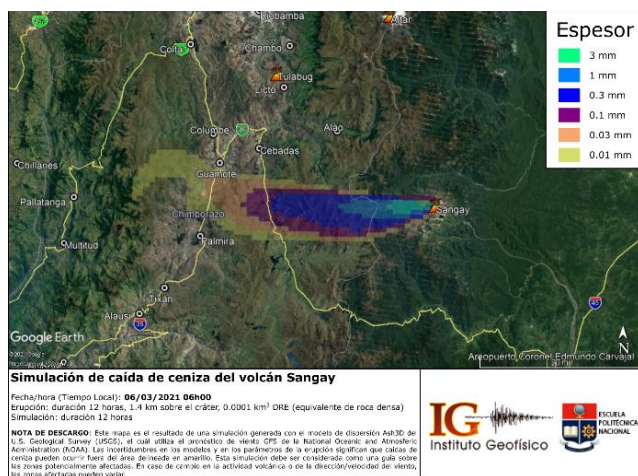 Riobamba
Altar
Colta
Chambo
Tulabug
Licto
Columbe
Alao
Cebadas
Chillanes
Guamote
Pallatanga
Chimborazo
Sangay
Multitud
Palmira
Tixán
Alausí
Google Earth
Aeropuerto Coronel Edmundo Carvajal
N
Espesor
3 mm
1 mm
0.3 mm
0.1 mm
0.03 mm
0.01 mm
Simulación de caída de ceniza del volcán Sangay
Fecha/hora (Tiempo Local): 06/03/2021 06h00
Erupción: duración 12 horas, 1.4 km sobre el cráter, 0.0001 km³ DRE (equivalente de roca densa)
Simulación: duración 12 horas
NOTA DE DESCARGO: Este mapa es el resultado de una simulación generada con el modelo de dispersión Ash3D del
U.S. Geological Survey (USGS), el cuál utiliza el pronóstico de viento GFS de la National Oceanic and Atmosferic
Administration (NOAA). Las incertidumbres en los modelos y en los parámetros de la erupción significan que caídas de
ceniza pueden ocurrir fuera del área delineada en amarillo. Esta simulación debe ser considerada como una guía sobre
las zonas potencialmente afectadas. En caso de cambio en la actividad volcánica o de la dirección/velocidad del viento,
las zonas afectadas pueden variar.
IG
Instituto Geofísico
ESCUELA
POLITÉCNICA
NACIONAL